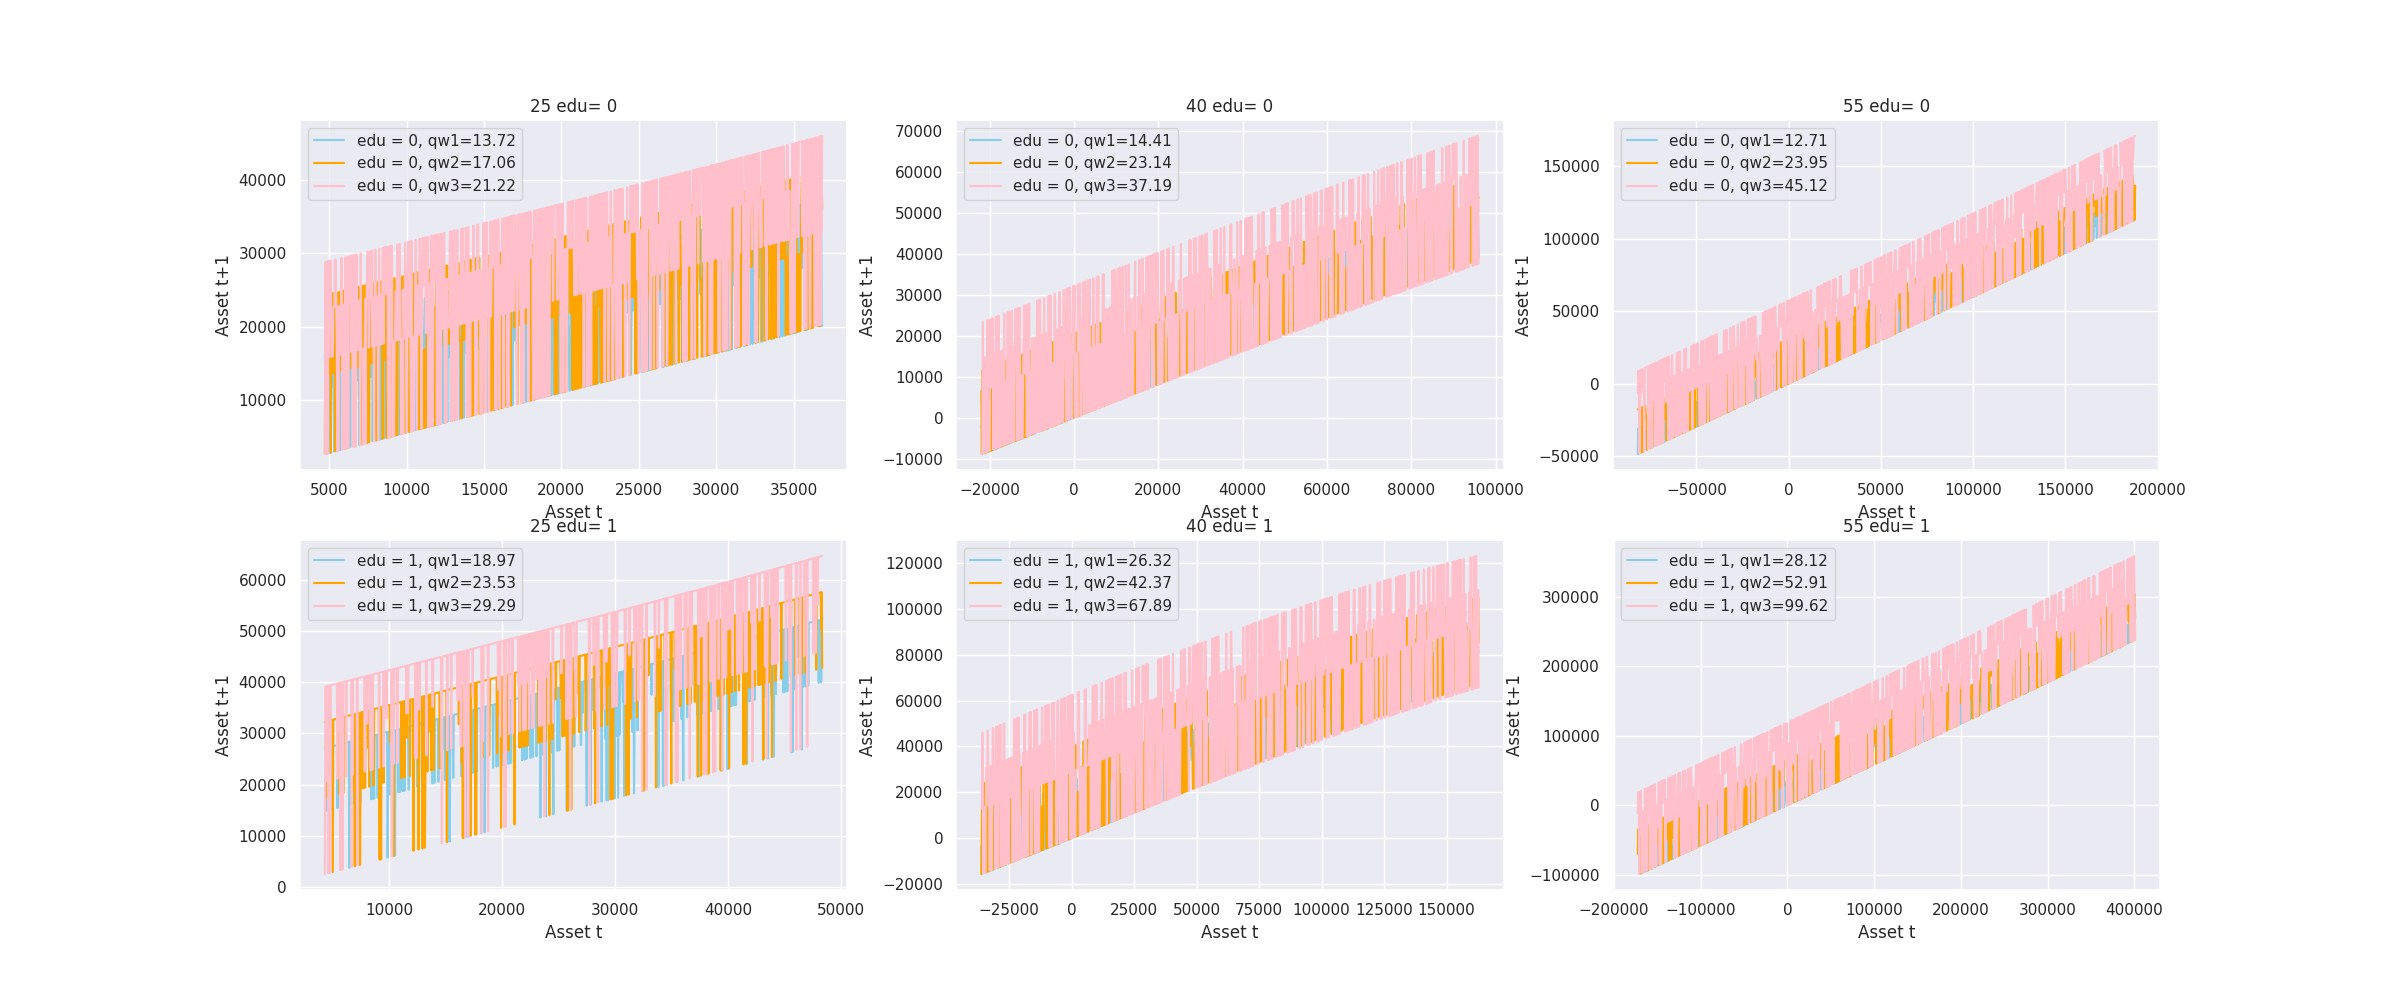 25 edu= 0
edu = 0, qw1=13.72
edu = 0, qw2=17.06
edu = 0, qw3=21.22
40000
30000
20000
10000
Asset t+1
5000 10000 15000 20000 25000 30000 35000
Asset t
40 edu= 0
edu = 0, qw1=14.41
edu = 0, qw2=23.14
edu = 0, qw3=37.19
70000
60000
50000
40000
30000
20000
10000
0
−10000
Asset t+1
−20000 0 20000 40000 60000 80000 100000
Asset t
55 edu= 0
edu = 0, qw1=12.71
edu = 0, qw2=23.95
edu = 0, qw3=45.12
150000
100000
50000
0
−50000
Asset t+1
−50000 0 50000 100000 150000 200000
Asset t
25 edu= 1
edu = 1, qw1=18.97
edu = 1, qw2=23.53
edu = 1, qw3=29.29
60000
50000
40000
30000
20000
10000
0
Asset t+1
10000 20000 30000 40000 50000
Asset t
40 edu= 1
edu = 1, qw1=26.32
edu = 1, qw2=42.37
edu = 1, qw3=67.89
120000
100000
80000
60000
40000
20000
0
−20000
Asset t+1
−25000 0 25000 50000 75000 100000 125000 150000
Asset t
55 edu= 1
edu = 1, qw1=28.12
edu = 1, qw2=52.91
edu = 1, qw3=99.62
300000
200000
100000
0
−100000
Asset t+1
−200000 −100000 0 100000 200000 300000 400000
Asset t